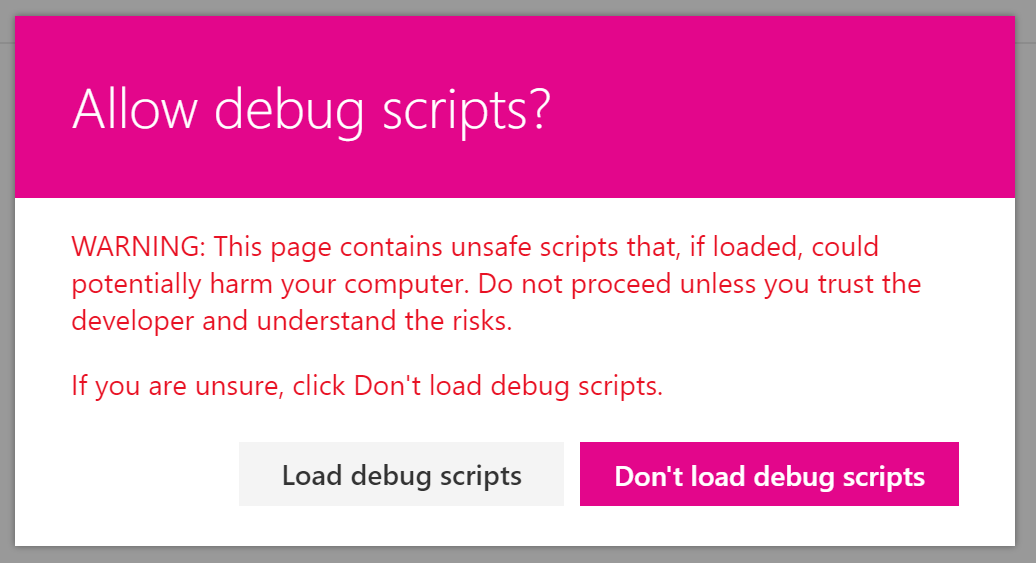 Allow debug scripts?
WARNING: This page contains unsafe scripts that, if loaded, could
potentially harm your computer. Do not proceed unless you trust the
developer and understand the risks.
If you are unsure, click Don't load debug scripts.
Load debug scripts
Don't load debug scripts